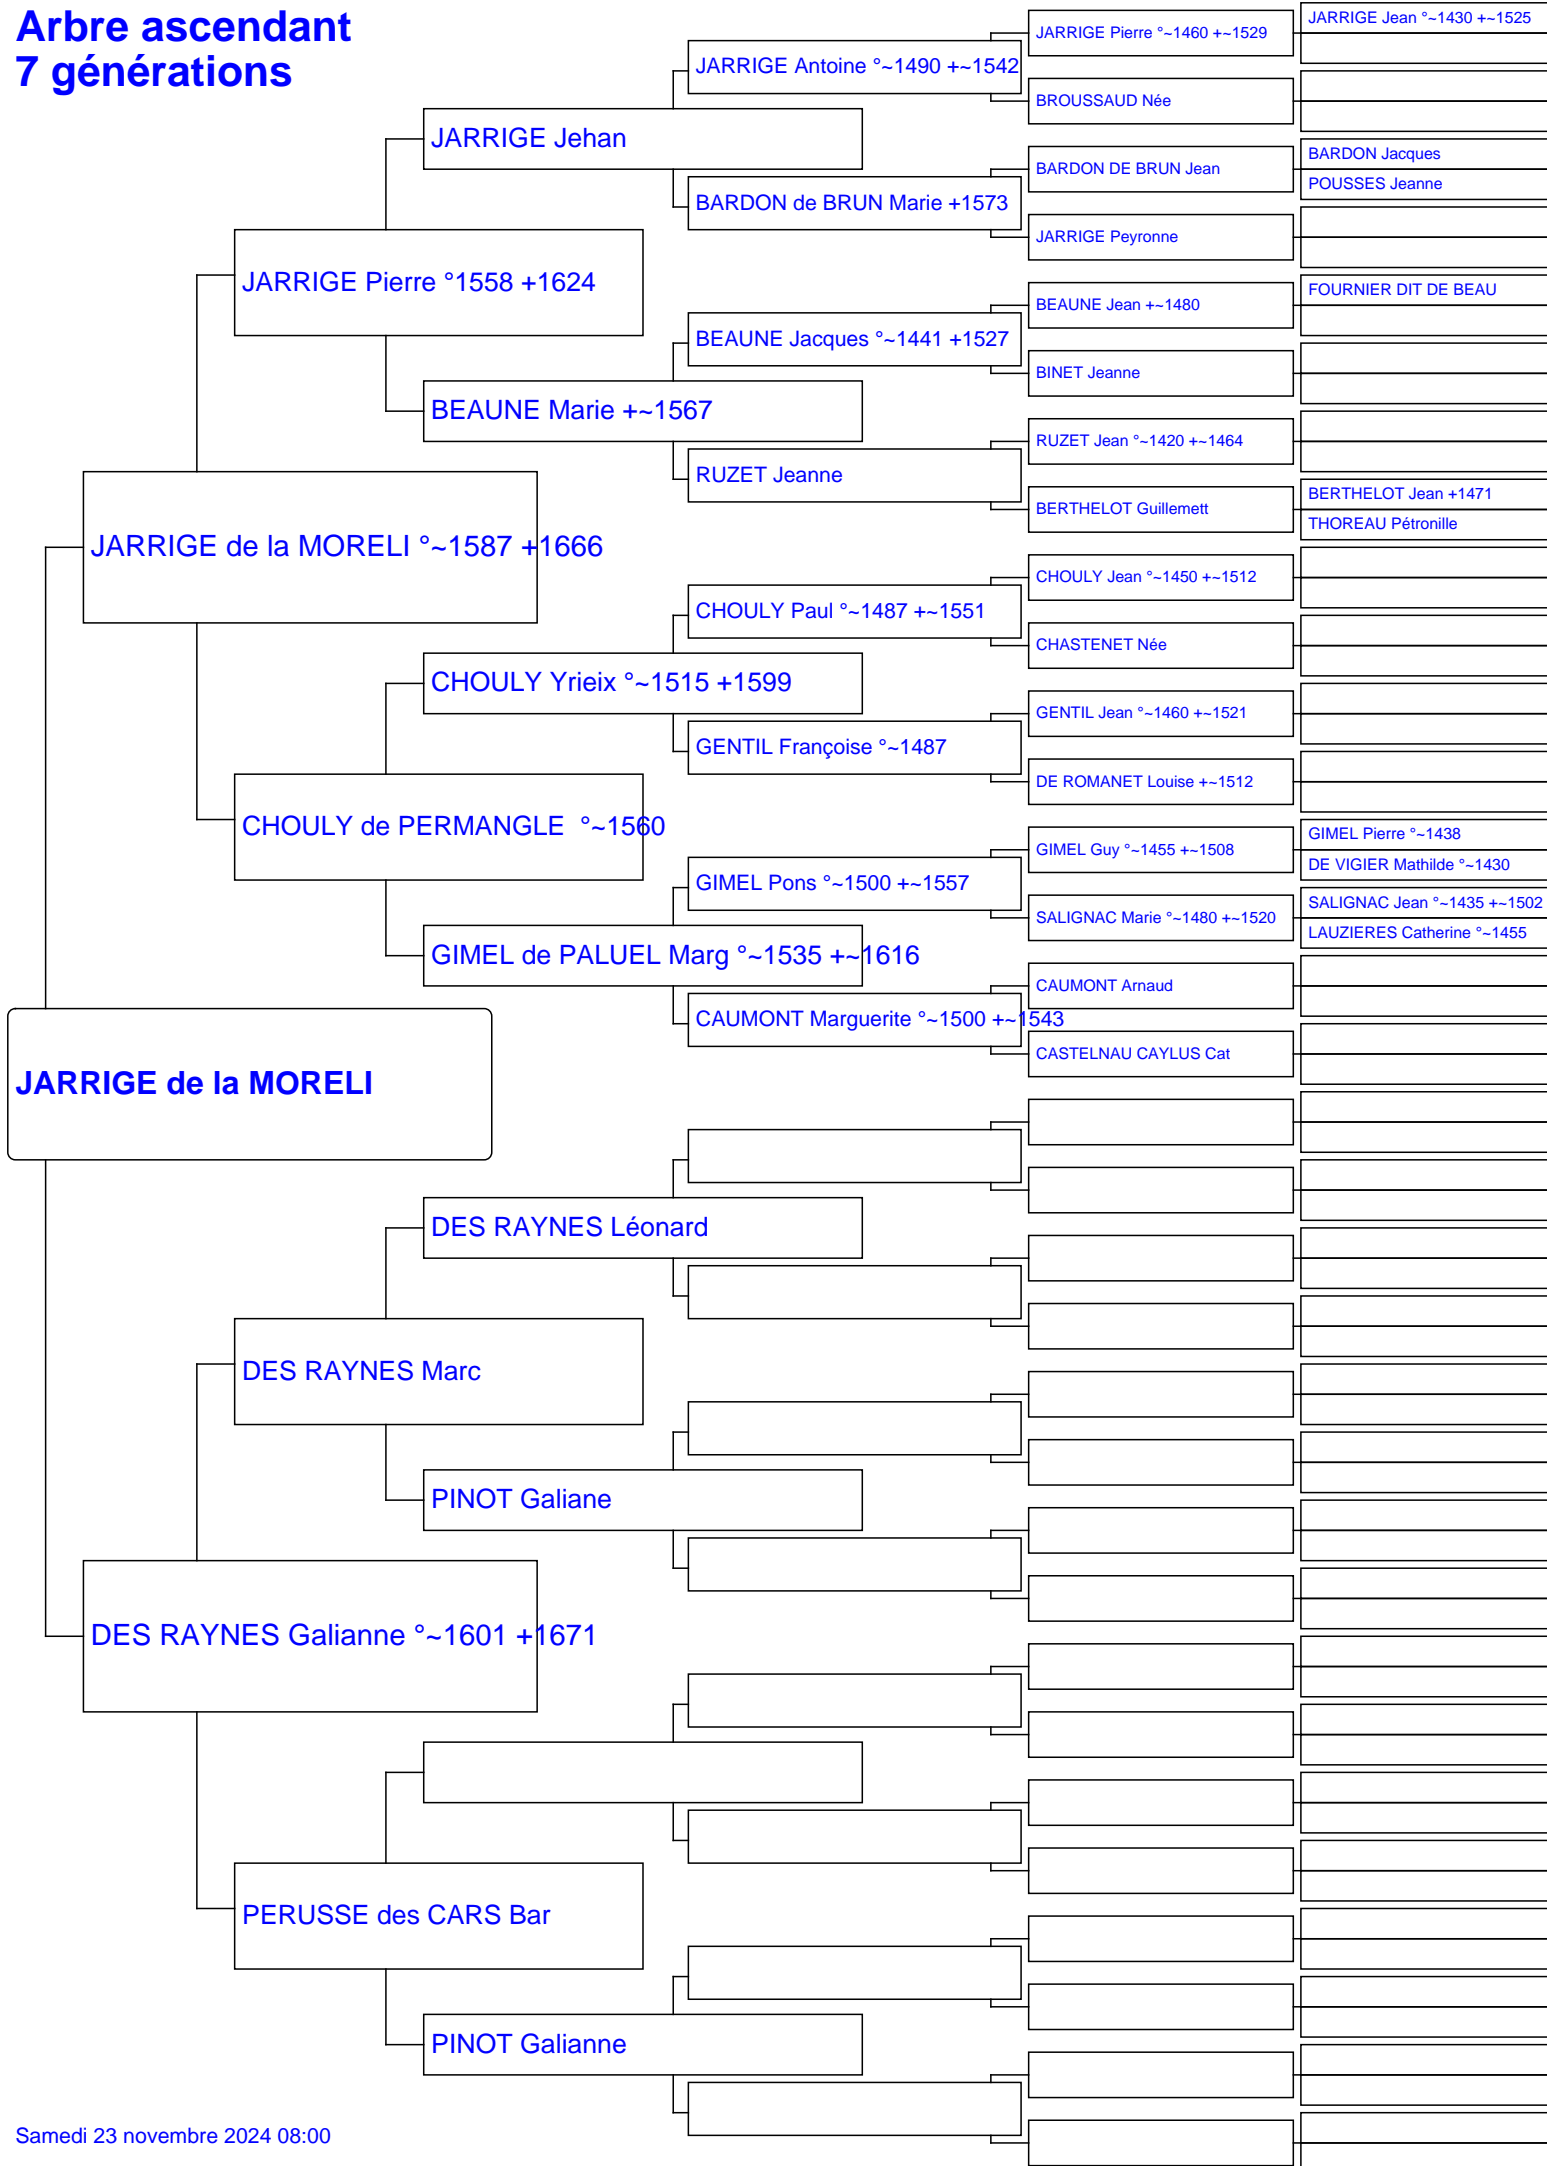 Arbre ascendant
7 générations
JARRIGE de la MORELI
JARRIGE de la MORELI °~1587 +1666
DES RAYNES Galianne °~1601 +1671
JARRIGE Pierre °1558 +1624
CHOULY de PERMANGLE  °~1560
DES RAYNES Marc
PERUSSE des CARS Bar
JARRIGE Jehan
BEAUNE Marie +~1567
CHOULY Yrieix °~1515 +1599
GIMEL de PALUEL Marg °~1535 +~1616
DES RAYNES Léonard
PINOT Galiane
PINOT Galianne
JARRIGE Antoine °~1490 +~1542
BARDON de BRUN Marie +1573
BEAUNE Jacques °~1441 +1527
RUZET Jeanne
CHOULY Paul °~1487 +~1551
GENTIL Françoise °~1487
GIMEL Pons °~1500 +~1557
CAUMONT Marguerite °~1500 +~1543
JARRIGE Pierre °~1460 +~1529
BROUSSAUD Née
BARDON DE BRUN Jean
JARRIGE Peyronne
BEAUNE Jean +~1480
BINET Jeanne
RUZET Jean °~1420 +~1464
BERTHELOT Guillemett
CHOULY Jean °~1450 +~1512
CHASTENET Née
GENTIL Jean °~1460 +~1521
DE ROMANET Louise +~1512
GIMEL Guy °~1455 +~1508
SALIGNAC Marie °~1480 +~1520
CAUMONT Arnaud
CASTELNAU CAYLUS Cat
JARRIGE Jean °~1430 +~1525
BARDON Jacques
POUSSES Jeanne
FOURNIER DIT DE BEAU
BERTHELOT Jean +1471
THOREAU Pétronille
GIMEL Pierre °~1438
DE VIGIER Mathilde °~1430
SALIGNAC Jean °~1435 +~1502
LAUZIERES Catherine °~1455
Samedi 23 novembre 2024 08:00